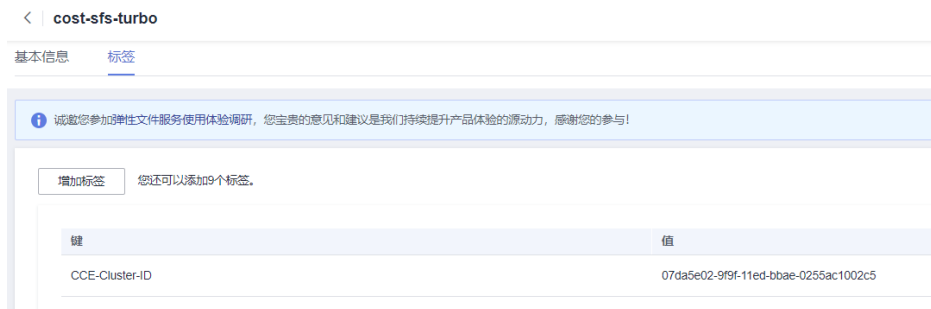 cost-sfs-turbo
基本信息 标签
诚邀您参加弹性文件服务使用体验调研，您宝贵的意见和建议是我们持续提升产品体验的源动力，感谢您的参与！
增加标签 您还可以添加9个标签。
键 值
CCE-Cluster-ID 07da5e02-9f9f-11ed-bbae-0255ac1002c5